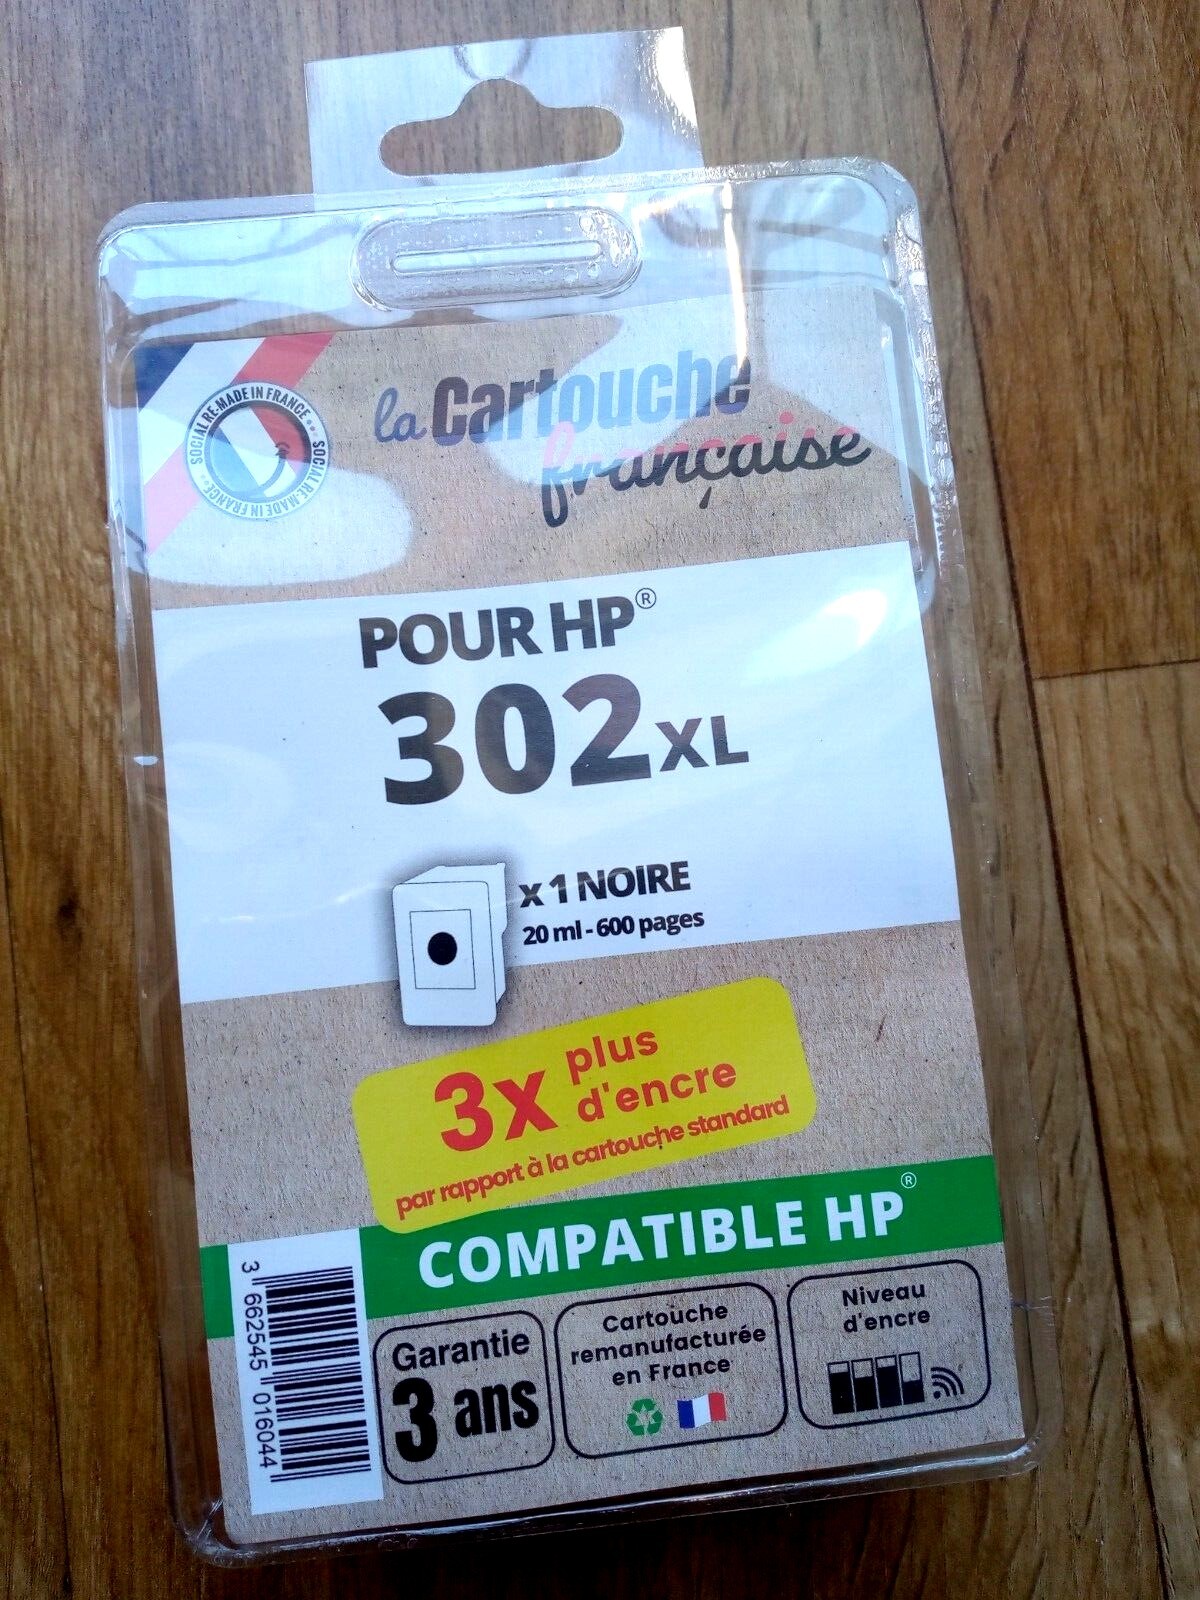 SOCIAL RE-MADE IN FRANCE
SOCIAL RE-MADE IN FRANCE
la Cartouche
française
POUR HP®
302XL
x 1 NOIRE
20 ml - 600 pages
3x plus
d'encre
par rapport à la cartouche standard
COMPATIBLE HP®
3 662545 016044
Garantie
3 ans
Cartouche
remanufacturée
en France
Niveau
d'encre